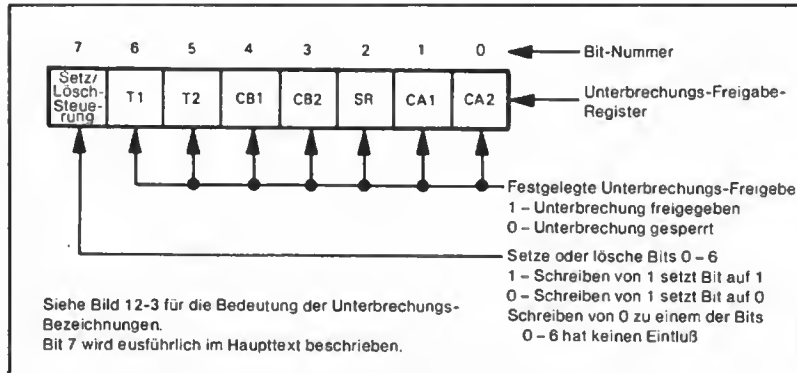 7 6 5 4 3 2 1 0 Bit-Nummer
Setz/
Lösch-
Steue-
rung
T1 T2 CB1 CB2 SR CA1 CA2
Unterbrechungs-Freigabe-
Register
Festgelegte Unterbrechungs-Freigebe
1 – Unterbrechung freigegeben
0 – Unterbrechung gesperrt
Setze oder lösche Bits 0 – 6
1 – Schreiben von 1 setzt Bit auf 1
0 – Schreiben von 1 setzt Bit auf 0
Schreiben von 0 zu einem der Bits
0 – 6 hat keinen Eintluß
Siehe Bild 12-3 für die Bedeutung der Unterbrechungs-
Bezeichnungen.
Bit 7 wird eusführlich im Haupttext beschrieben.